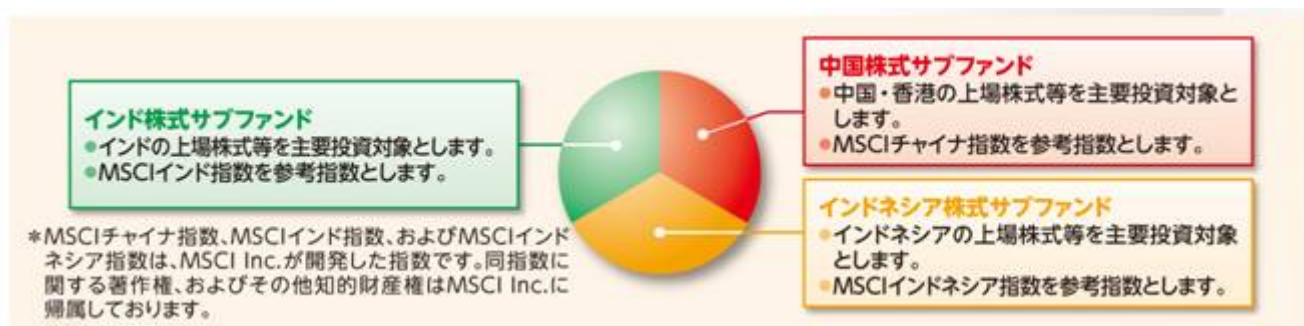 インド株式サブファンド
●インドの上場株式等を主要投資対象とします。
●MSCIインド指数を参考指数とします。
中国株式サブファンド
●中国・香港の上場株式等を主要投資対象と
します。
●MSCIチャイナ指数を参考指数とします。
インドネシア株式サブファンド
●インドネシアの上場株式等を主要投資対象
とします。
●MSCIインドネシア指数を参考指数とします。
＊MSCIチャイナ指数、MSCIインド指数、およびMSCIインド
ネシア指数は、MSCI Inc.が開発した指数です。同指数に
関する著作権、およびその他知的財産権はMSCI Inc.に
帰属しております。